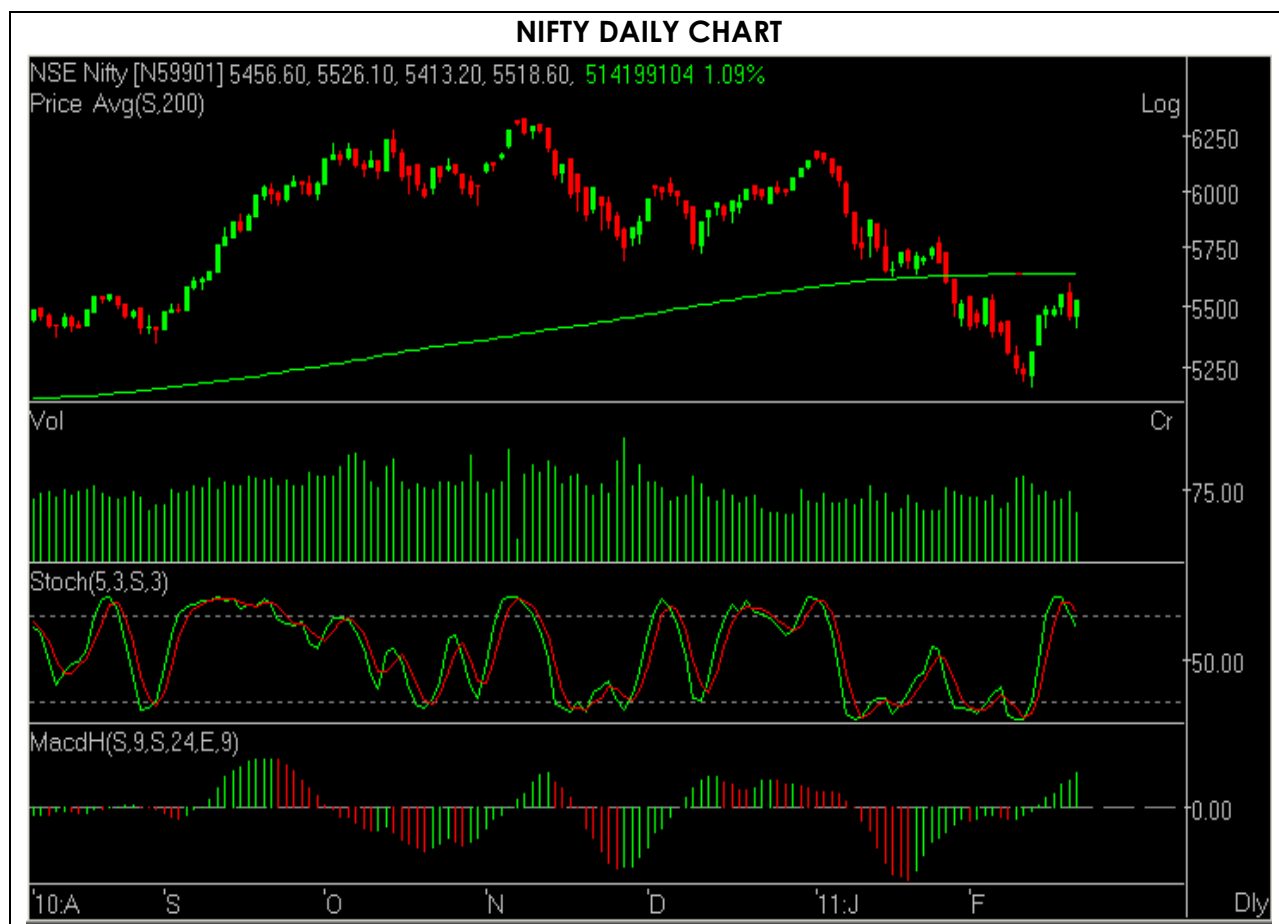 NIFTY DAILY CHART
NSE Nifty [N59901] 5456.60, 5526.10, 5413.20, 5518.60, 514199104 1.09%
Price Avg(S,200)
Log
6250
6000
5750
5500
5250
Vol
Cr
75.00
Stoch(5,3,S,3)
50.00
MacdH(S,9,S,24,E,9)
0.00
'10:A 'S 'O 'N 'D '11:J 'F Dly